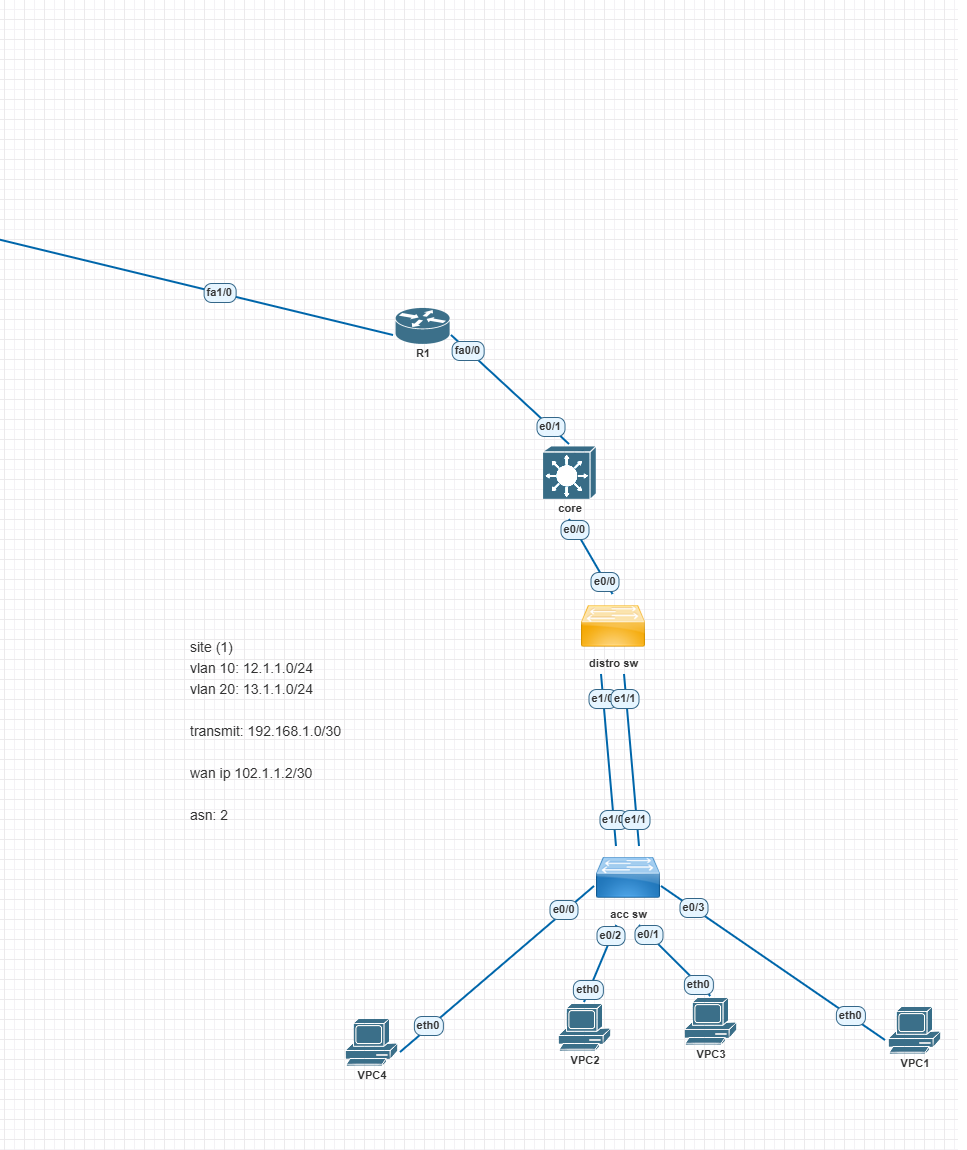 fa1/0
R1
fa0/0
e0/1
core
e0/0
e0/0
distro sw
site (1)
vlan 10: 12.1.1.0/24
vlan 20: 13.1.1.0/24
transmit: 192.168.1.0/30
wan ip 102.1.1.2/30
asn: 2
e1/0 e1/1
e1/0 e1/1
acc sw
e0/0
e0/2
e0/1
e0/3
eth0
eth0
eth0
eth0
VPC4
VPC2
VPC3
VPC1